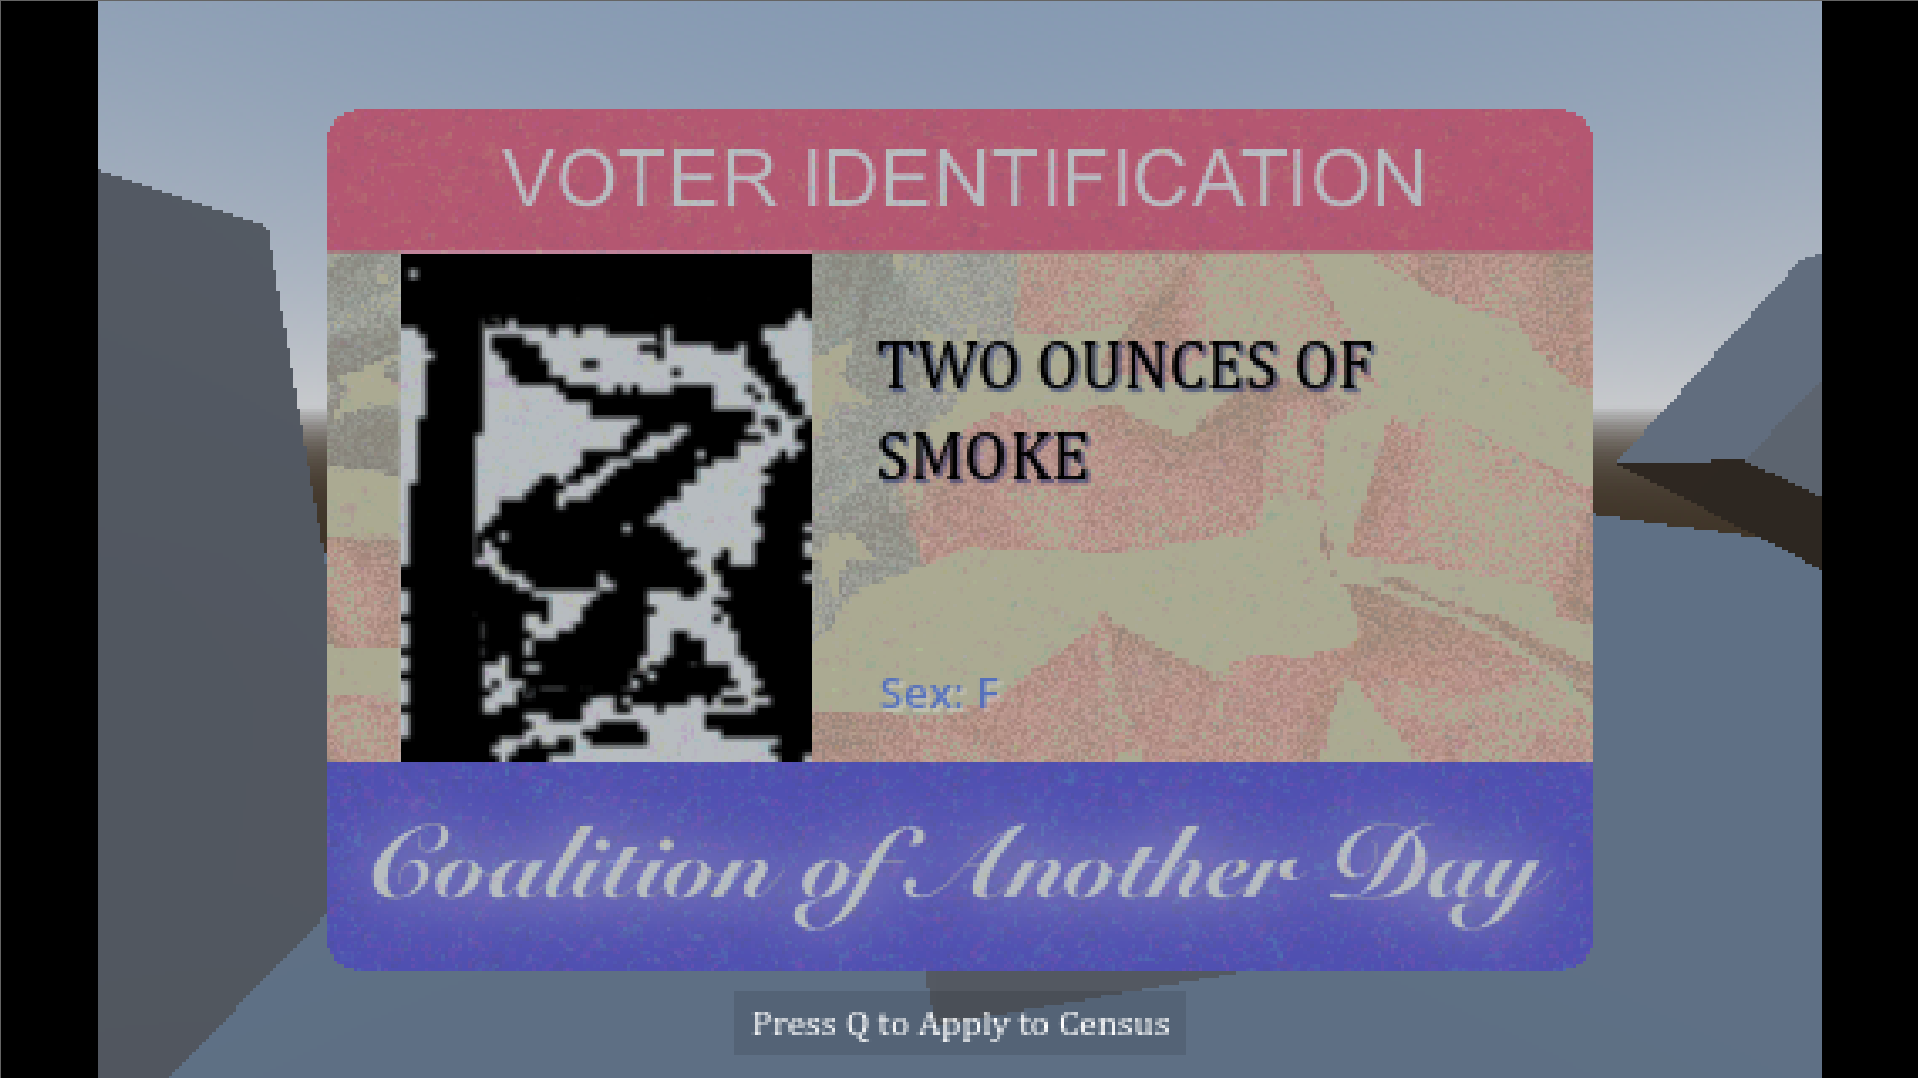 VOTER IDENTIFICATION
TWO OUNCES OF
SMOKE
Sex: F
Coalition of Another Day
Press Q to Apply to Census